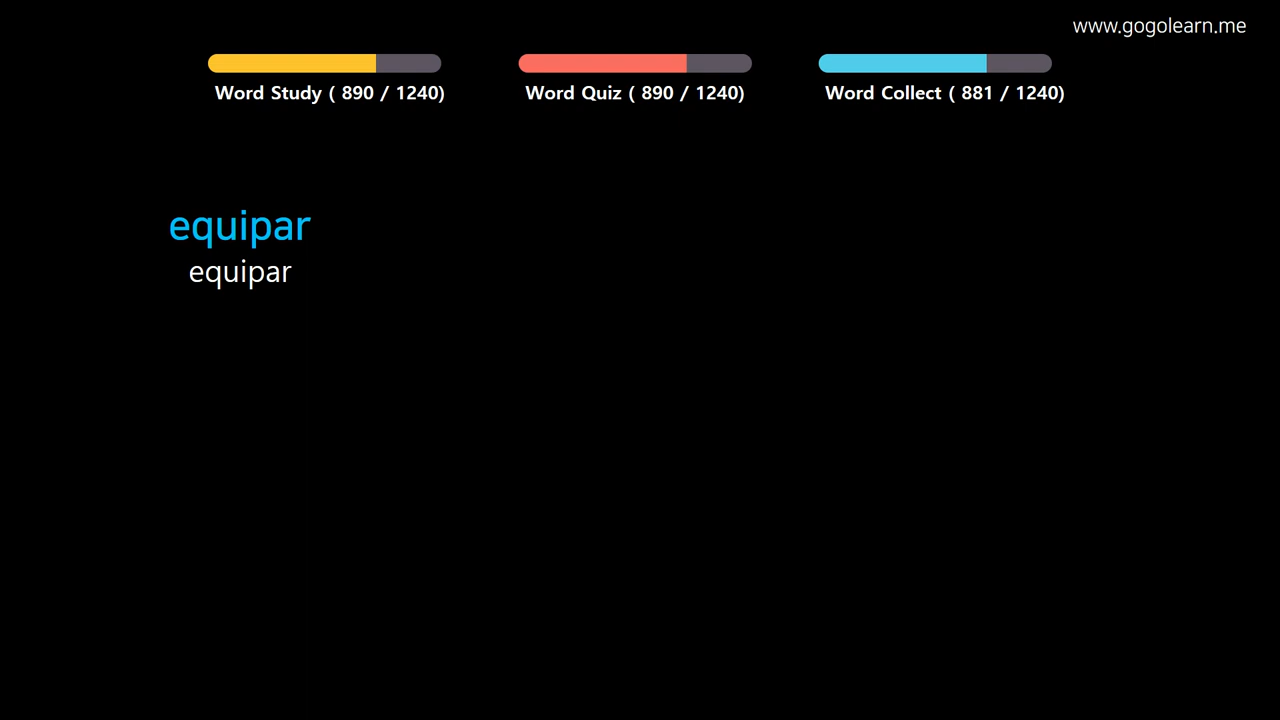 www.gogolearn.me
Word Study ( 890 / 1240)
Word Quiz ( 890 / 1240)
Word Collect ( 881 / 1240)
equipar
equipar